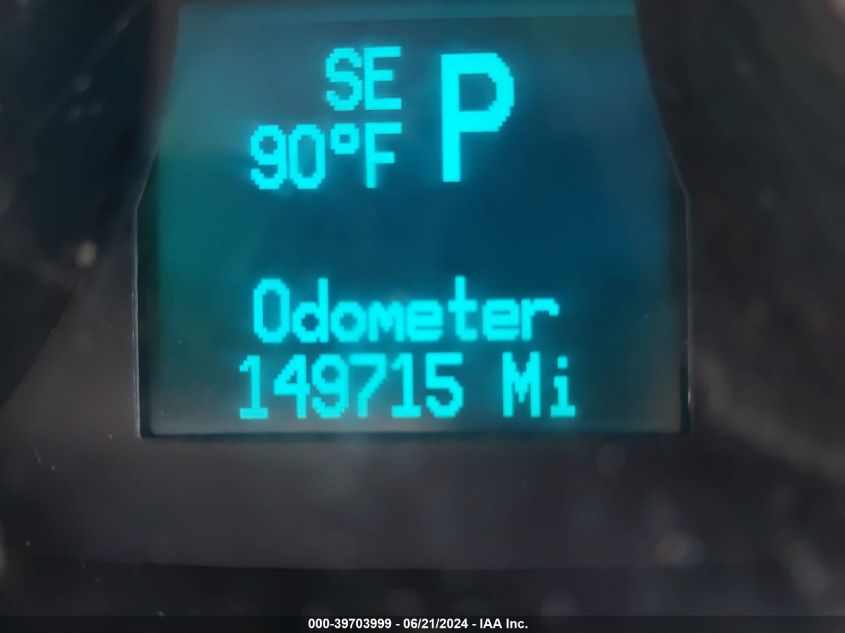 SE
90°F P
Odometer
149715 Mi
000-39703999 - 06/21/2024 - IAA Inc.